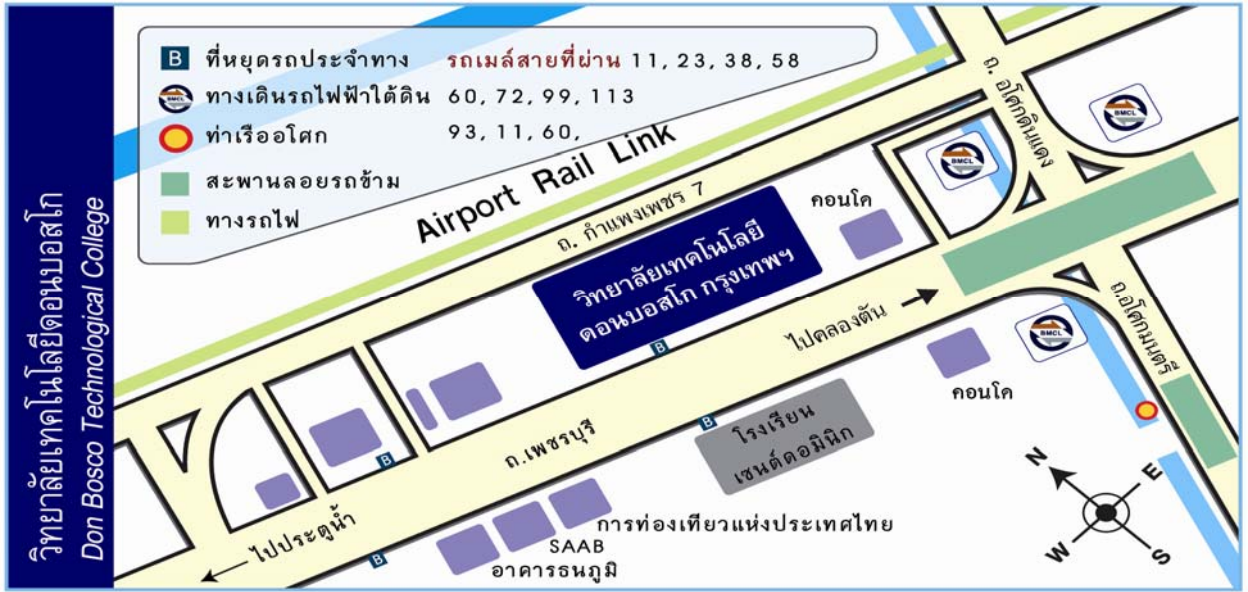 วิทยาลัยเทคโนโลยีดอนบอสโก
Don Bosco Technological College
B ที่หยุดรถประจำทาง รถเมล์สายที่ผ่าน 11, 23, 38, 58
BMCL ทางเดินรถไฟฟ้าใต้ดิน 60, 72, 99, 113
ท่าเรืออโศก 93, 11, 60,
สะพานลอยรถข้าม
ทางรถไฟ
Airport Rail Link
ถ. กำแพงเพชร 7
ถ. อโศกดินแดง
BMCL
BMCL
คอนโค
วิทยาลัยเทคโนโลยี
ดอนบอสโก กรุงเทพฯ
ไปคลองตัน
ถ.อโศกมนตรี
BMCL
B
คอนโค
B
โรงเรียน
เซนต์ดอมินิก
ถ.เพชรบุรี
B
ไปประตูน้ำ
B
การท่องเทียวแห่งประเทศไทย
SAAB
อาคารธนภูมิ
N
E
W
S